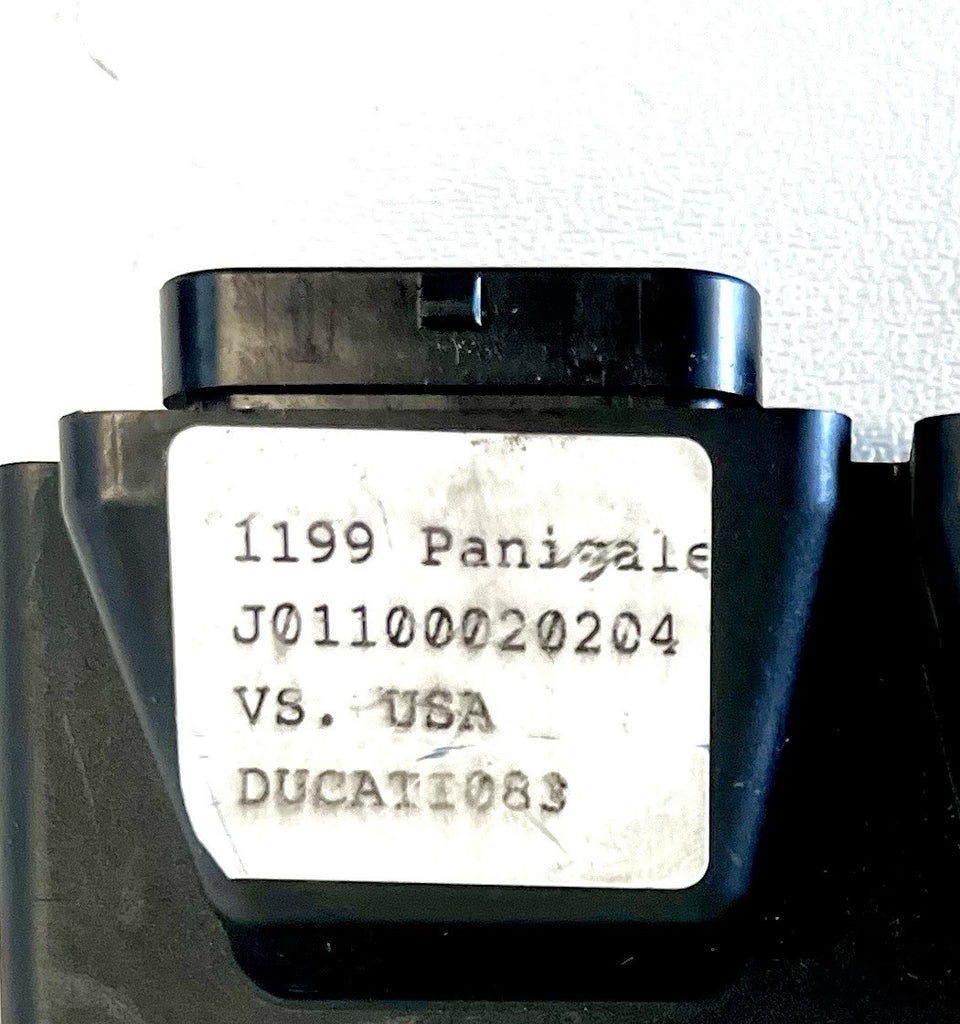 1199 Panigale
J01100020204
VS. USA
DUCATI083